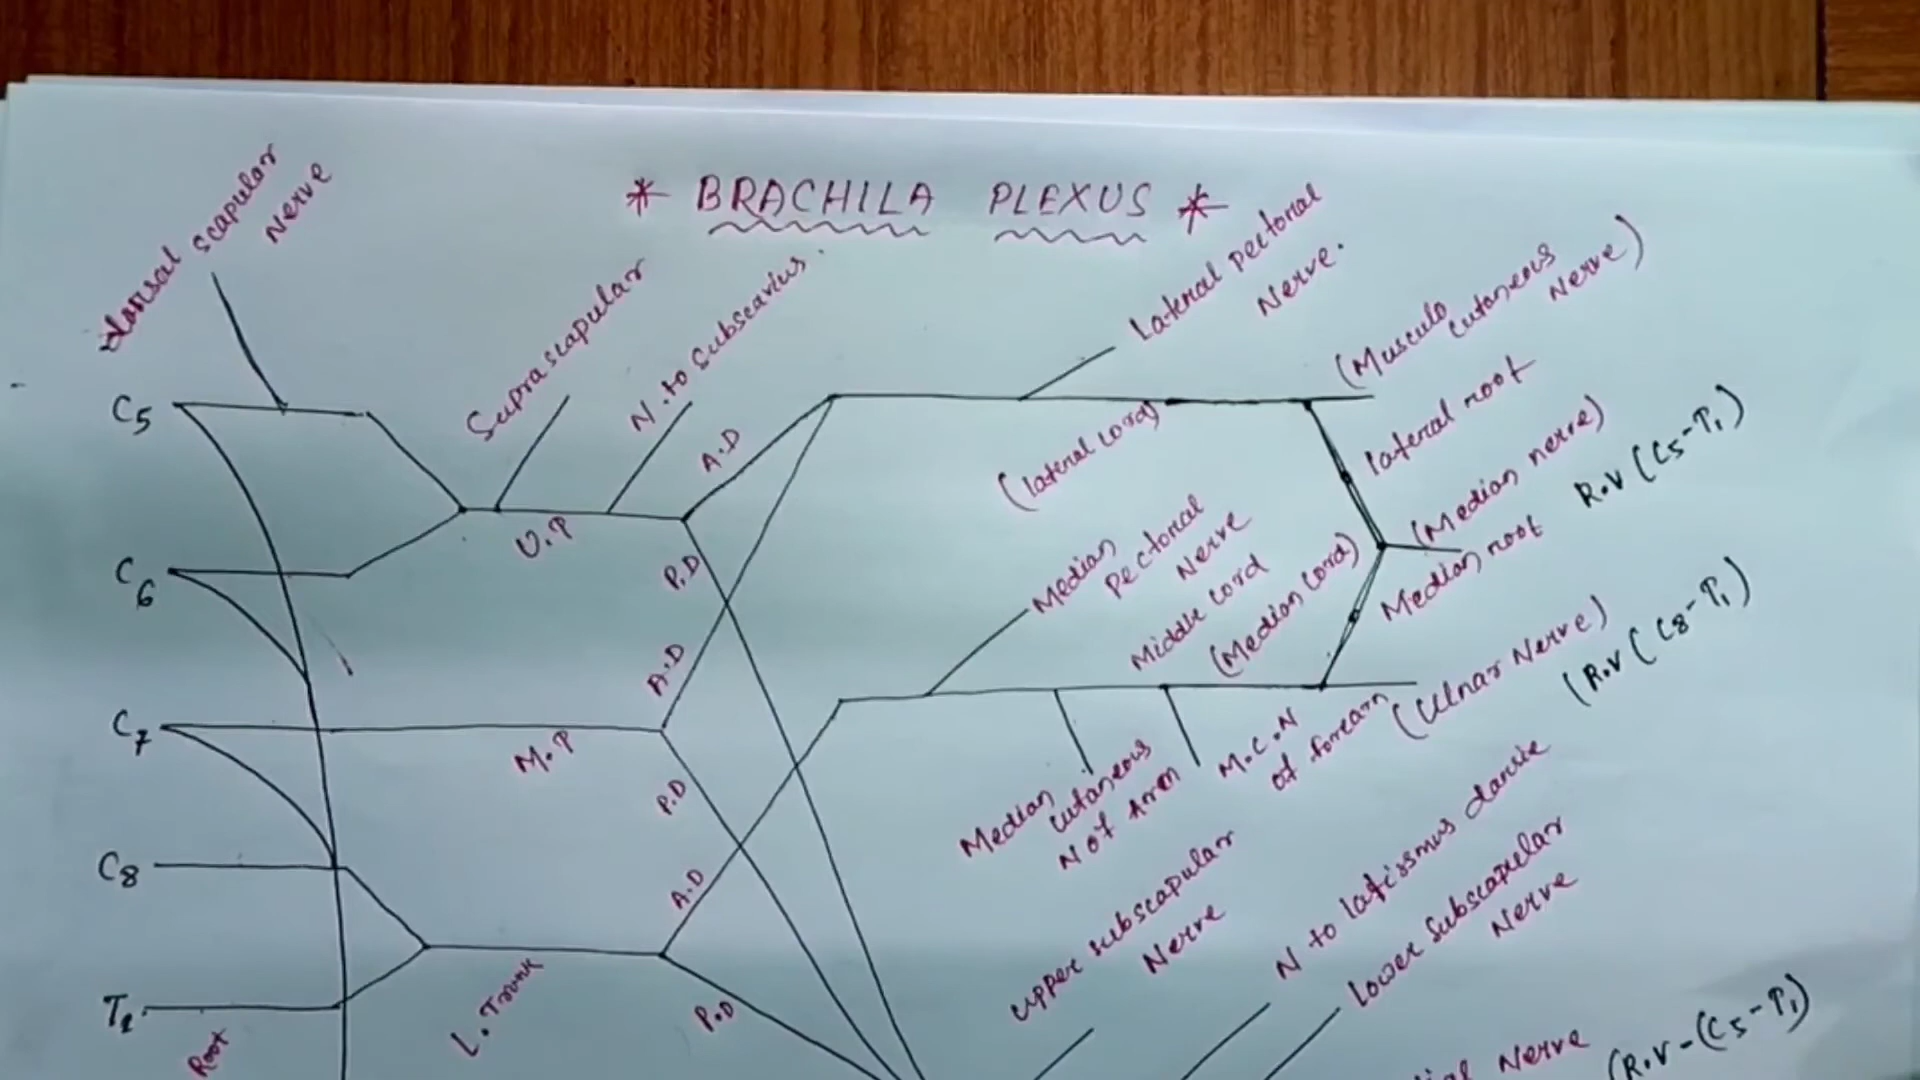 * BRACHILA PLEXUS *
dorsal scapular
Nerve
Suprascapular
N. to Subscavius.
Lateral pectoral
Nerve.
(Musculo
cutaneous
Nerve)
C5
A.D
(lateral cord)
lateral root
(Median nerve)
R.V (C5-T1)
U.P
P.D
C6
Median
Pectoral
Nerve
Middle cord
(Median cord)
Median root
(Ulnar Nerve)
(R.V (C8-T1)
A.D
C7
M.P
P.D
Median
cutaneous
N of Arm
M.C.N
of forearm
C8
A.D
upper subscapular
Nerve
N to latissmus darsie
Lower Subscapular
Nerve
T1
Root
L. Trunk
P.D
Nerve
(R.V-(C5-T1)